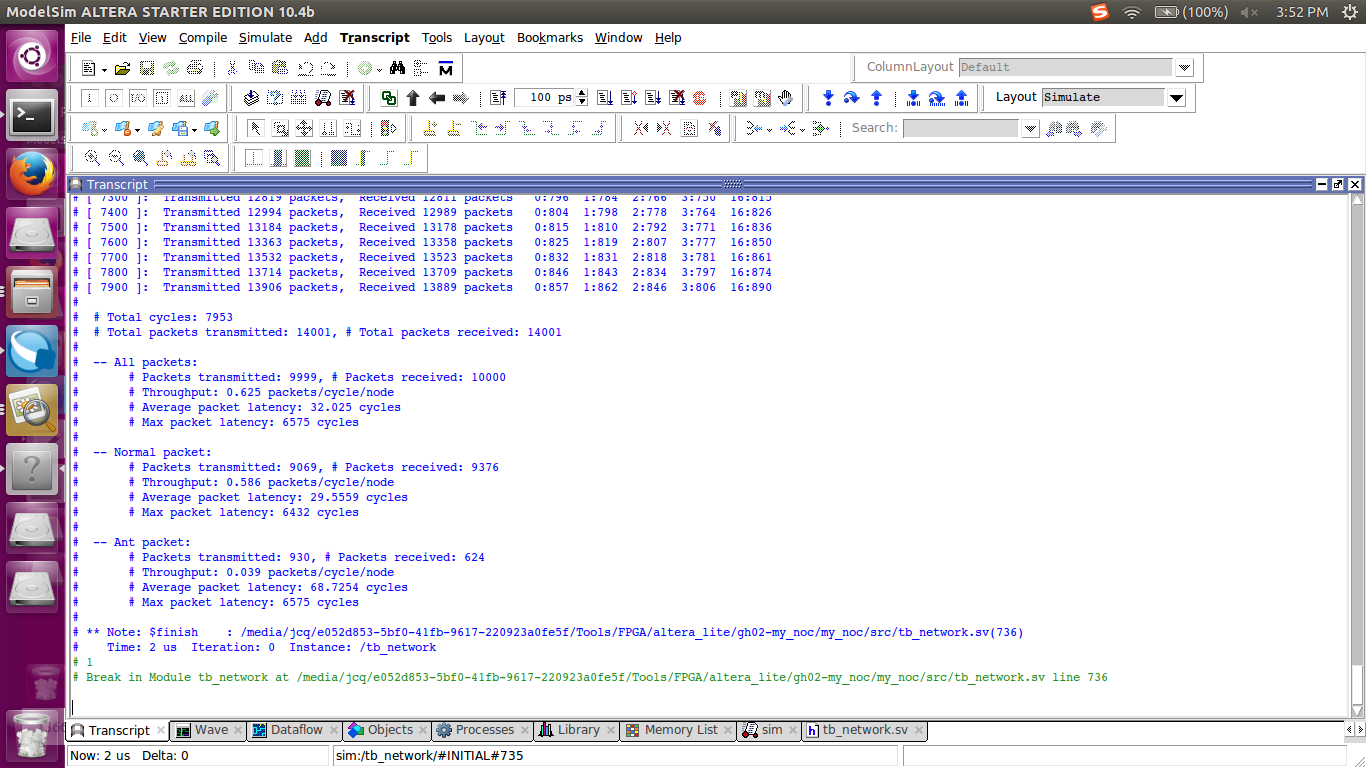 ModelSim ALTERA STARTER EDITION 10.4b
(100%) 3:52 PM
File Edit View Compile Simulate Add Transcript Tools Layout Bookmarks Window Help
ColumnLayout Default
100 ps
Layout Simulate
Search:
Transcript
# [ 7300 ]: Transmitted 12819 packets, Received 12811 packets 0:796 1:784 2:766 3:750 16:815
# [ 7400 ]: Transmitted 12994 packets, Received 12989 packets 0:804 1:798 2:778 3:764 16:826
# [ 7500 ]: Transmitted 13184 packets, Received 13178 packets 0:815 1:810 2:792 3:771 16:836
# [ 7600 ]: Transmitted 13363 packets, Received 13358 packets 0:825 1:819 2:807 3:777 16:850
# [ 7700 ]: Transmitted 13532 packets, Received 13523 packets 0:832 1:831 2:818 3:781 16:861
# [ 7800 ]: Transmitted 13714 packets, Received 13709 packets 0:846 1:843 2:834 3:797 16:874
# [ 7900 ]: Transmitted 13906 packets, Received 13889 packets 0:857 1:862 2:846 3:806 16:890
#
# # Total cycles: 7953
# # Total packets transmitted: 14001, # Total packets received: 14001
#
# -- All packets:
# # Packets transmitted: 9999, # Packets received: 10000
# # Throughput: 0.625 packets/cycle/node
# # Average packet latency: 32.025 cycles
# # Max packet latency: 6575 cycles
#
# -- Normal packet:
# # Packets transmitted: 9069, # Packets received: 9376
# # Throughput: 0.586 packets/cycle/node
# # Average packet latency: 29.5559 cycles
# # Max packet latency: 6432 cycles
#
# -- Ant packet:
# # Packets transmitted: 930, # Packets received: 624
# # Throughput: 0.039 packets/cycle/node
# # Average packet latency: 68.7254 cycles
# # Max packet latency: 6575 cycles
#
# ** Note: $finish : /media/jcq/e052d853-5bf0-41fb-9617-220923a0fe5f/Tools/FPGA/altera_lite/gh02-my_noc/my_noc/src/tb_network.sv(736)
# Time: 2 us Iteration: 0 Instance: /tb_network
# 1
# Break in Module tb_network at /media/jcq/e052d853-5bf0-41fb-9617-220923a0fe5f/Tools/FPGA/altera_lite/gh02-my_noc/my_noc/src/tb_network.sv line 736
Transcript Wave Dataflow Objects Processes Library Memory List sim tb_network.sv
Now: 2 us Delta: 0 sim:/tb_network/#INITIAL#735